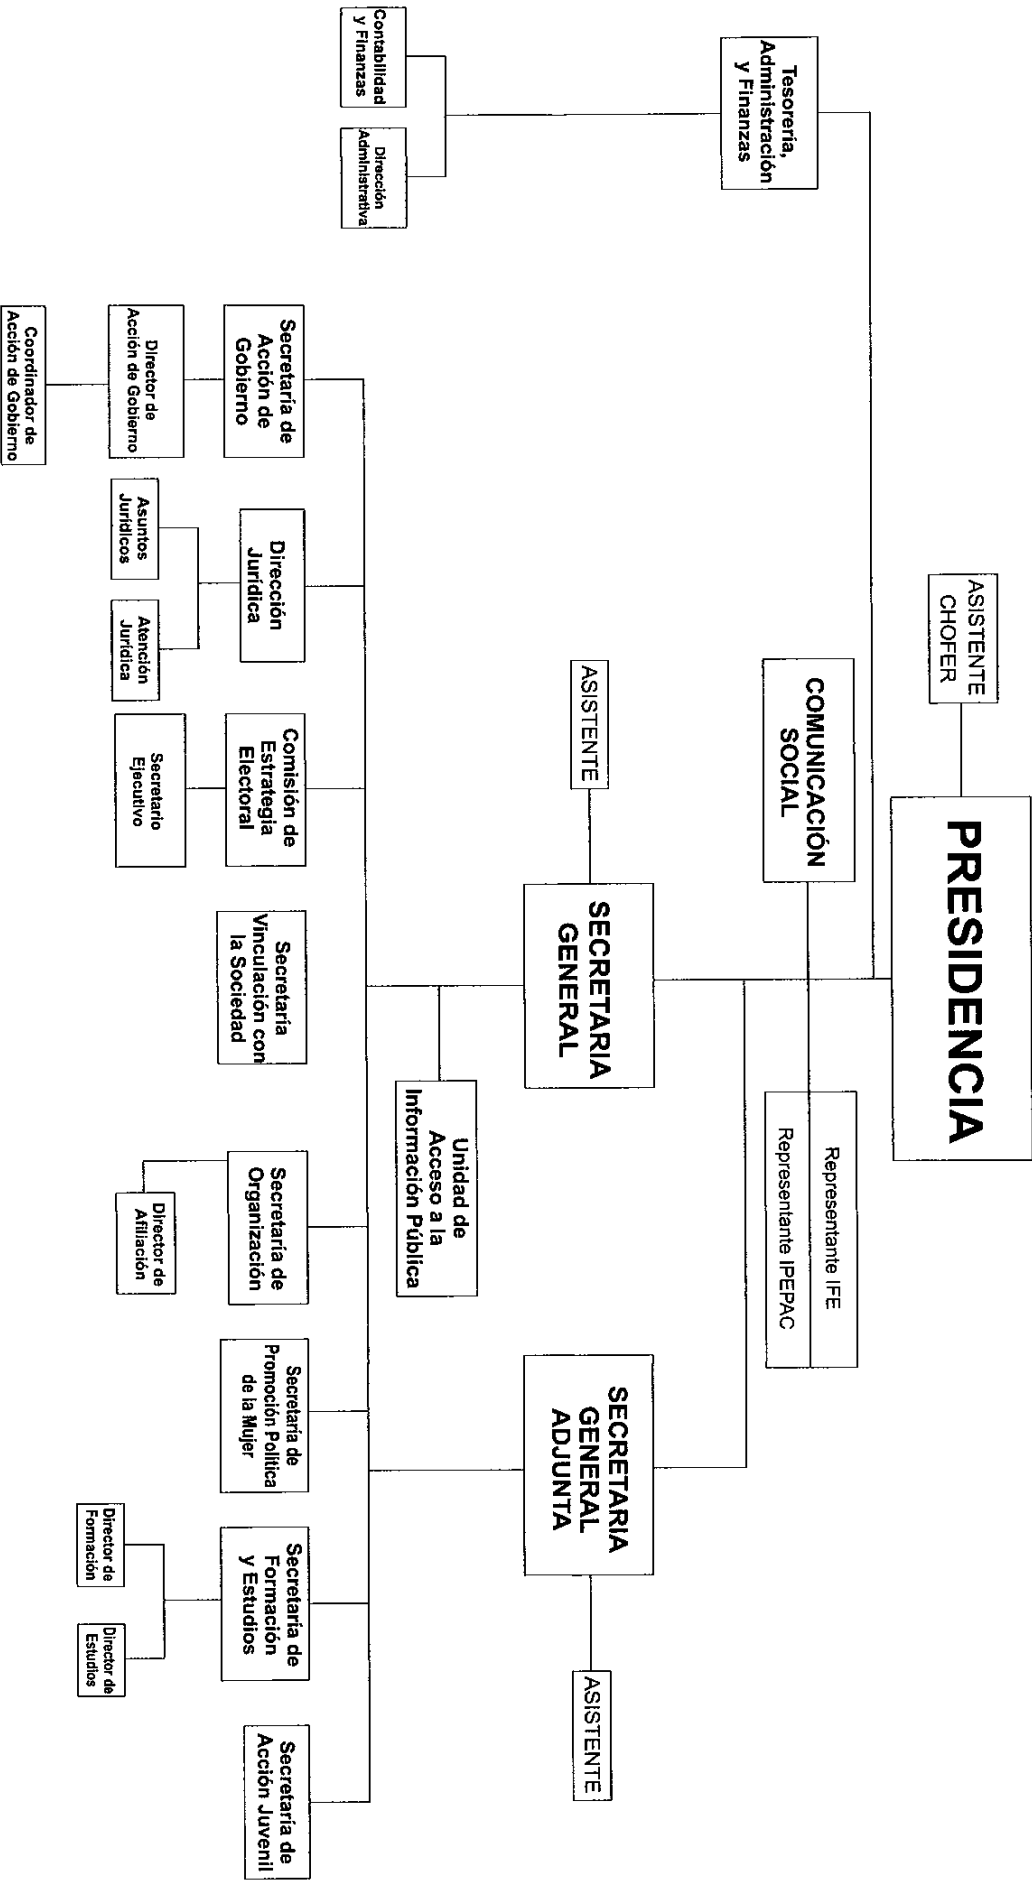 PRESIDENCIA
ASISTENTE
CHOFER
COMUNICACIÓN
SOCIAL
Representante IFE
Representante IPEPAC
Tesorería,
Administración
y Finanzas
Contabilidad
y Finanzas
Dirección
Administrativa
SECRETARIA
GENERAL
ASISTENTE
SECRETARIA
GENERAL
ADJUNTA
ASISTENTE
Unidad de
Acceso a la
Información Pública
Secretaría de
Acción de
Gobierno
Director de
Acción de Gobierno
Coordinador de
Acción de Gobierno
Dirección
Jurídica
Asuntos
Jurídicos
Atención
Jurídica
Comisión de
Estrategia
Electoral
Secretario
Ejecutivo
Secretaría
Vinculación con
la Sociedad
Secretaría de
Organización
Director de
Afiliación
Secretaría de
Promoción Política
de la Mujer
Secretaría de
Formación
y Estudios
Director de
Formación
Director de
Estudios
Secretaría de
Acción Juvenil